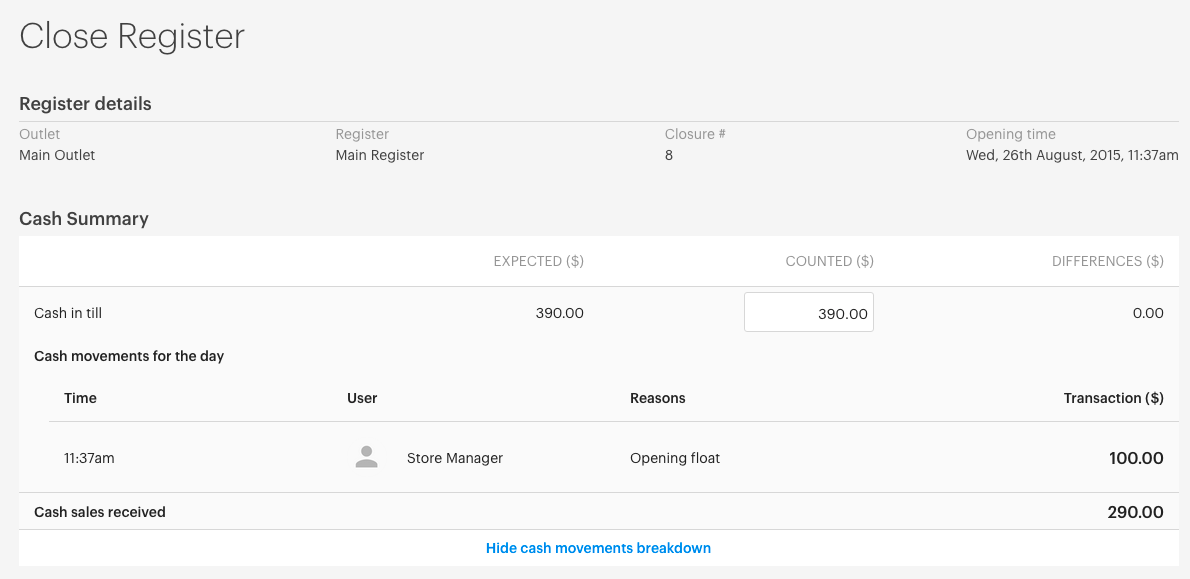 Close Register
Register details
Outlet Register Closure # Opening time
Main Outlet Main Register 8 Wed, 26th August, 2015, 11:37am
Cash Summary
EXPECTED ($) COUNTED ($) DIFFERENCES ($)
Cash in till 390.00 390.00 0.00
Cash movements for the day
Time User Reasons Transaction ($)
11:37am Store Manager Opening float 100.00
Cash sales received 290.00
Hide cash movements breakdown